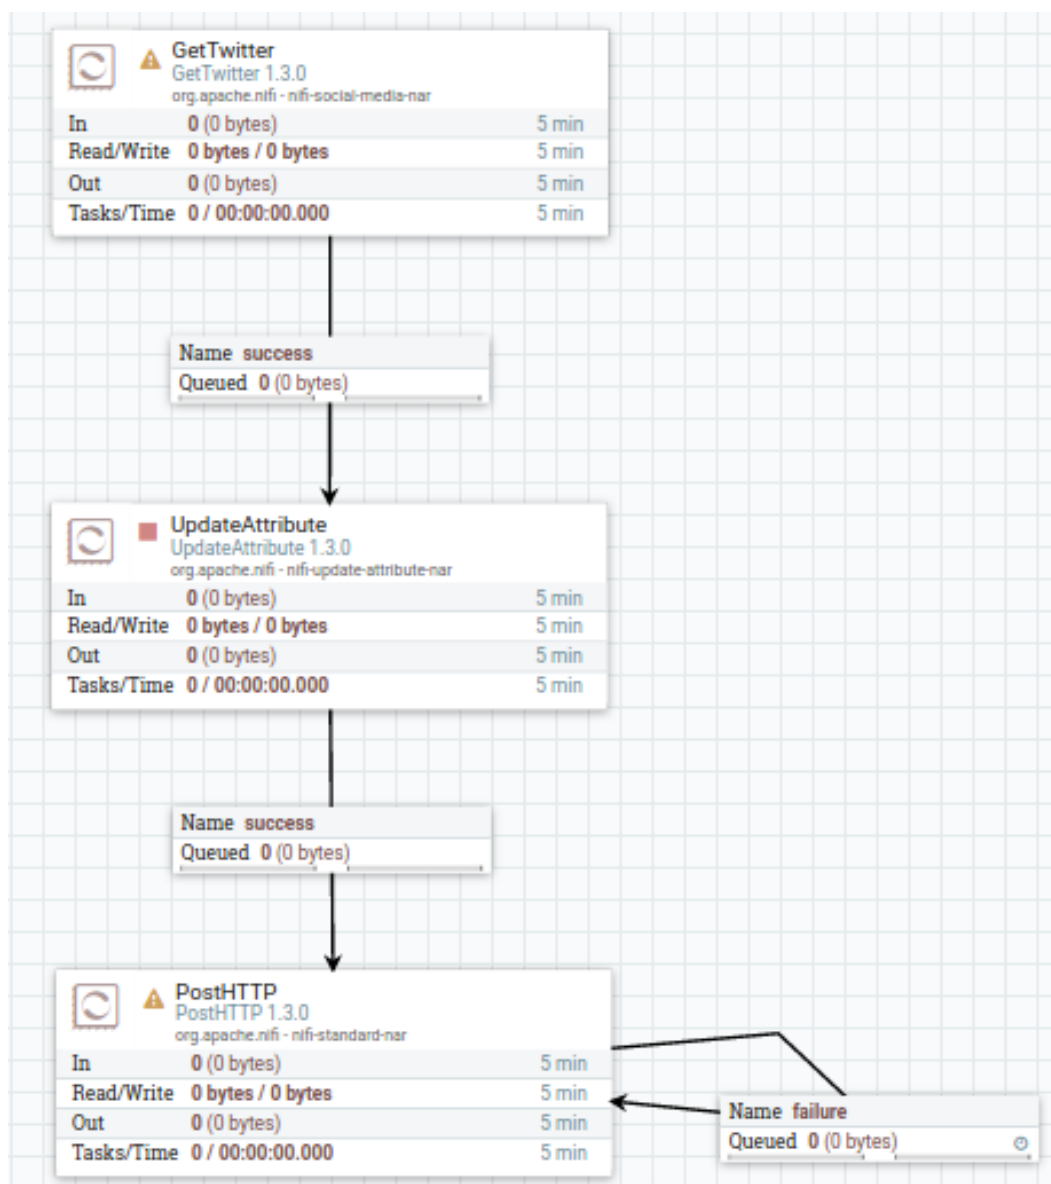 GetTwitter
GetTwitter 1.3.0
org.apache.nifi - nifi-social-media-nar
In 0 (0 bytes) 5 min
Read/Write 0 bytes / 0 bytes 5 min
Out 0 (0 bytes) 5 min
Tasks/Time 0 / 00:00:00.000 5 min
Name success
Queued 0 (0 bytes)
UpdateAttribute
UpdateAttribute 1.3.0
org.apache.nifi - nifi-update-attribute-nar
In 0 (0 bytes) 5 min
Read/Write 0 bytes / 0 bytes 5 min
Out 0 (0 bytes) 5 min
Tasks/Time 0 / 00:00:00.000 5 min
Name success
Queued 0 (0 bytes)
PostHTTP
PostHTTP 1.3.0
org.apache.nifi - nifi-standard-nar
In 0 (0 bytes) 5 min
Read/Write 0 bytes / 0 bytes 5 min
Out 0 (0 bytes) 5 min
Tasks/Time 0 / 00:00:00.000 5 min
Name failure
Queued 0 (0 bytes)